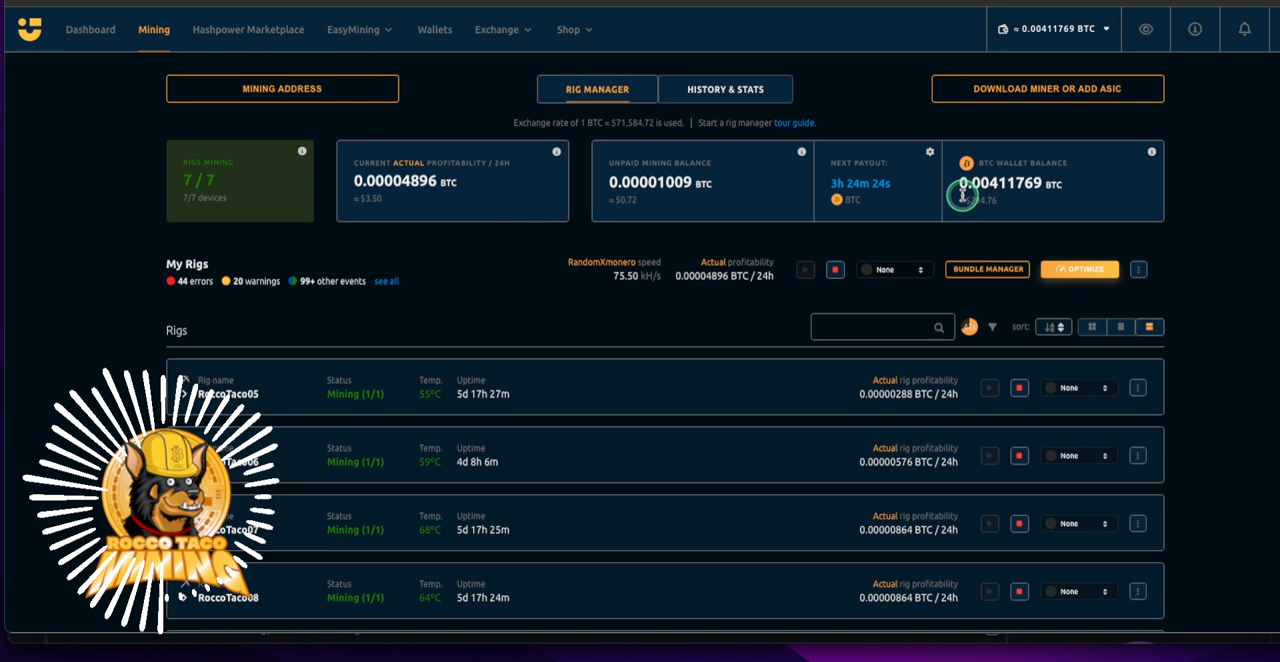 Dashboard Mining Hashpower Marketplace EasyMining Wallets Exchange Shop ≈ 0.00411769 BTC
MINING ADDRESS RIG MANAGER HISTORY & STATS DOWNLOAD MINER OR ADD ASIC
Exchange rate of 1 BTC ≈ $71,584.72 is used. | Start a rig manager tour guide.
RIGS MINING
7 / 7
7/7 devices
CURRENT ACTUAL PROFITABILITY / 24H
0.00004896 BTC
≈ $3.50
UNPAID MINING BALANCE
0.00001009 BTC
≈ $0.72
NEXT PAYOUT:
3h 24m 24s
BTC
BTC WALLET BALANCE
0.00411769 BTC
My Rigs
44 errors 20 warnings 99+ other events see all
RandomXmonero speed
75.50 kH/s
Actual profitability
0.00004896 BTC / 24h
None BUNDLE MANAGER OPTIMIZE
Rigs sort:
Rig name Status Temp. Uptime Actual rig profitability
RoccoTaco05 Mining (1/1) 55ºC 5d 17h 27m 0.00000288 BTC / 24h None
Status Temp. Uptime Actual rig profitability
Mining (1/1) 59ºC 4d 8h 6m 0.00000576 BTC / 24h None
Status Temp. Uptime Actual rig profitability
Mining (1/1) 68ºC 5d 17h 25m 0.00000864 BTC / 24h None
Status Temp. Uptime Actual rig profitability
RoccoTaco08 Mining (1/1) 64ºC 5d 17h 24m 0.00000864 BTC / 24h None
ROCCO TACO
MINING